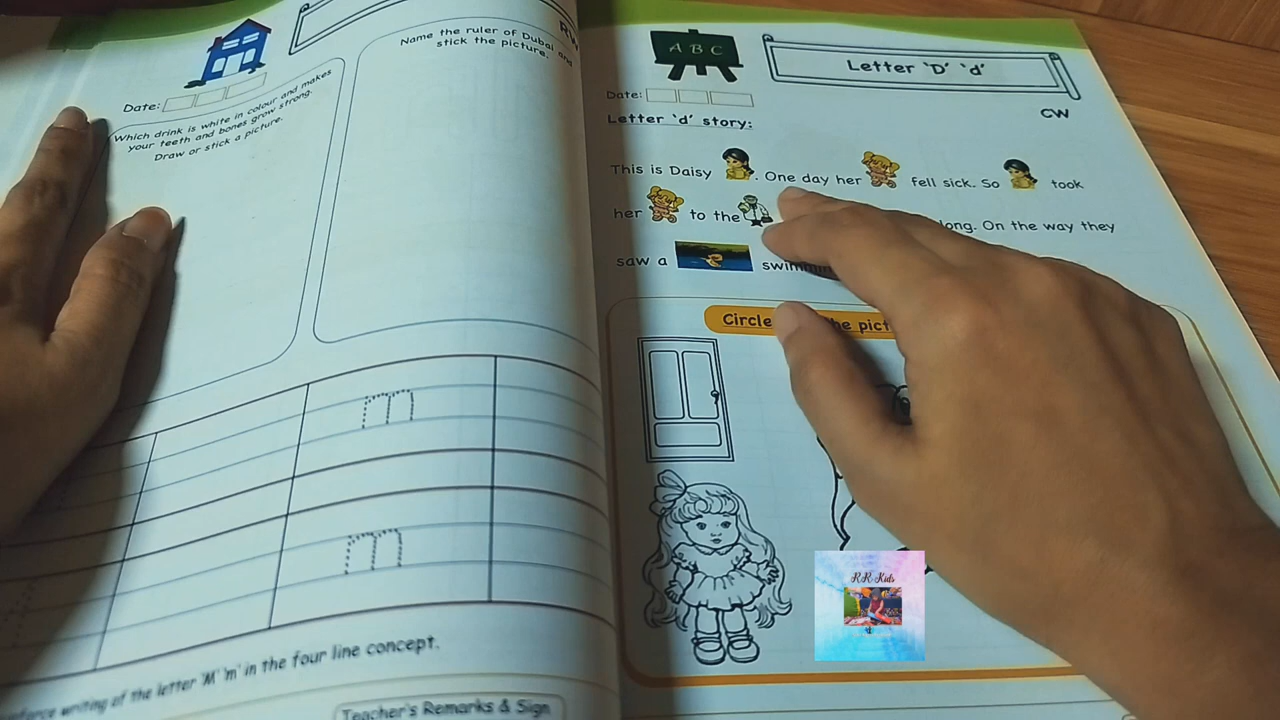 Date:
Which drink is white in colour and makes
your teeth and bones grow strong.
Draw or stick a picture.
RW
Name the ruler of Dubai and
stick the picture.
m
m
writing of the letter 'M' 'm' in the four line concept.
Teacher's Remarks & Sign
A B C
Letter 'D' 'd'
Date:
CW
Letter 'd' story:
This is Daisy . One day her fell sick. So took
her to the long. On the way they
saw a
Circle the
RR Kids